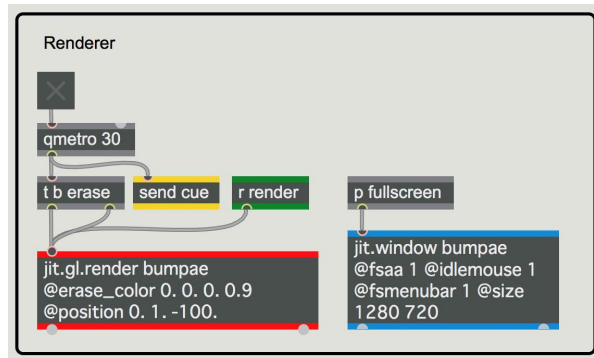 Renderer
qmetro 30
t b erase
send cue
r render
p fullscreen
jit.gl.render bumpae
@erase_color 0. 0. 0. 0.9
@position 0. 1. -100.
jit.window bumpae
@fsaa 1 @idlemouse 1
@fsmenubar 1 @size
1280 720